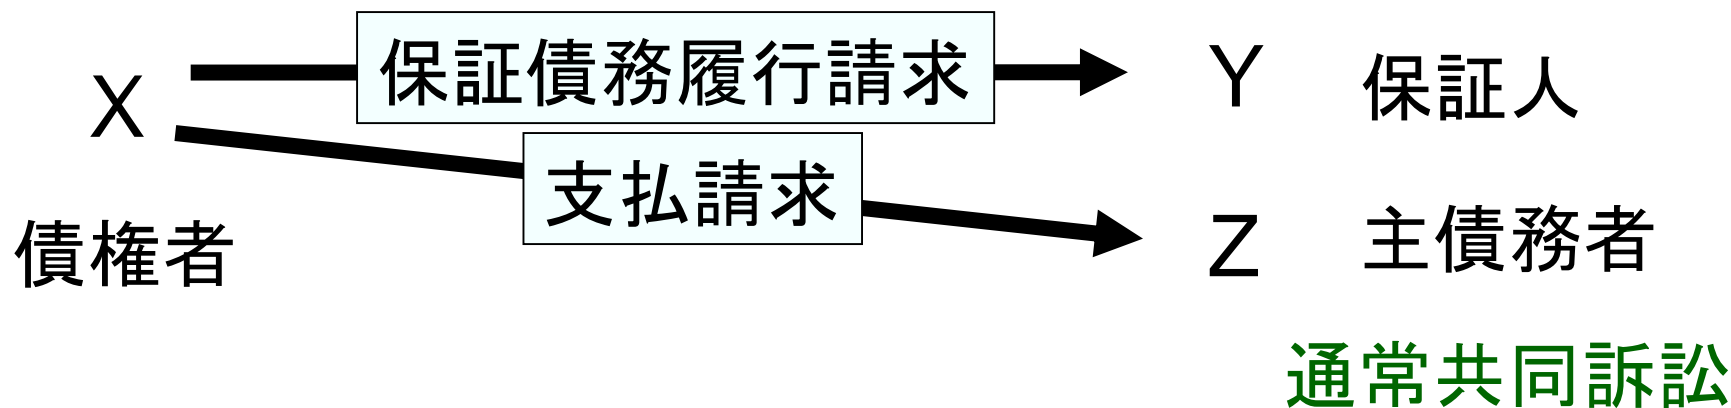 保証債務履行請求
X
Y
保証人
支払請求
債権者
Z
主債務者
通常共同訴訟